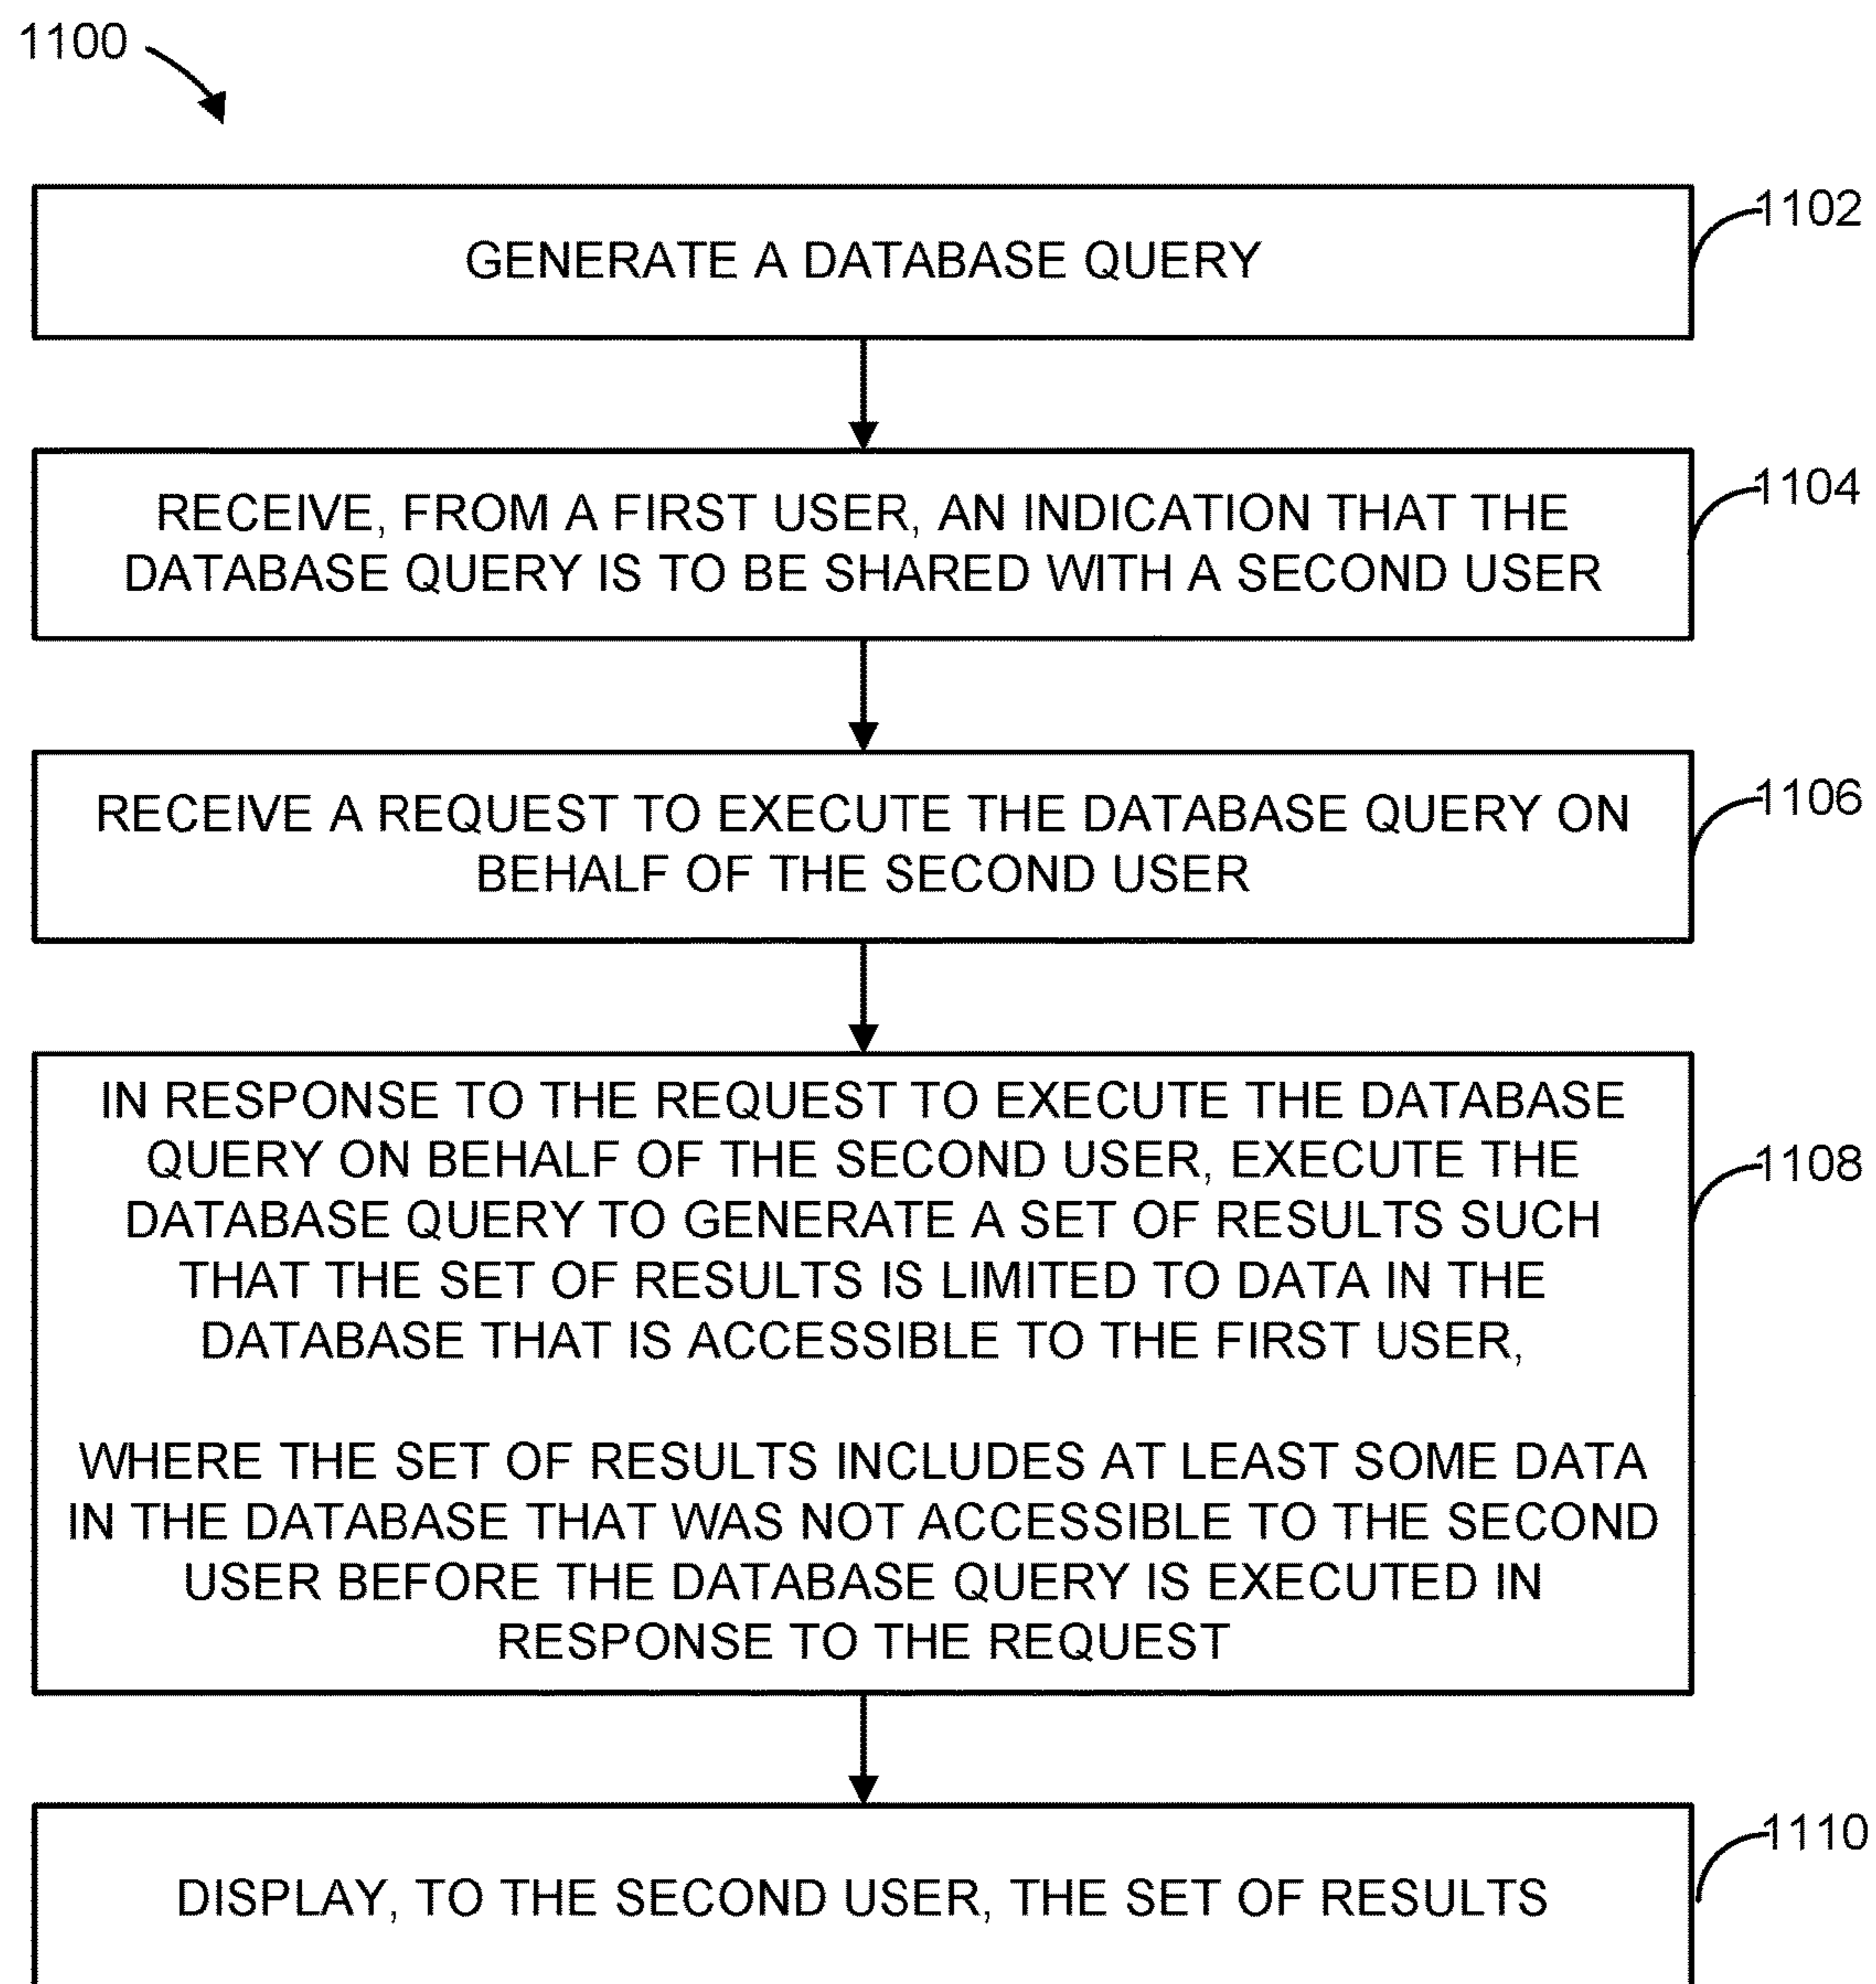 1100
GENERATE A DATABASE QUERY
1102
RECEIVE, FROM A FIRST USER, AN INDICATION THAT THE
DATABASE QUERY IS TO BE SHARED WITH A SECOND USER
1104
RECEIVE A REQUEST TO EXECUTE THE DATABASE QUERY ON
BEHALF OF THE SECOND USER
1106
IN RESPONSE TO THE REQUEST TO EXECUTE THE DATABASE
QUERY ON BEHALF OF THE SECOND USER, EXECUTE THE
DATABASE QUERY TO GENERATE A SET OF RESULTS SUCH
THAT THE SET OF RESULTS IS LIMITED TO DATA IN THE
DATABASE THAT IS ACCESSIBLE TO THE FIRST USER,
WHERE THE SET OF RESULTS INCLUDES AT LEAST SOME DATA
IN THE DATABASE THAT WAS NOT ACCESSIBLE TO THE SECOND
USER BEFORE THE DATABASE QUERY IS EXECUTED IN
RESPONSE TO THE REQUEST
1108
DISPLAY, TO THE SECOND USER, THE SET OF RESULTS
1110